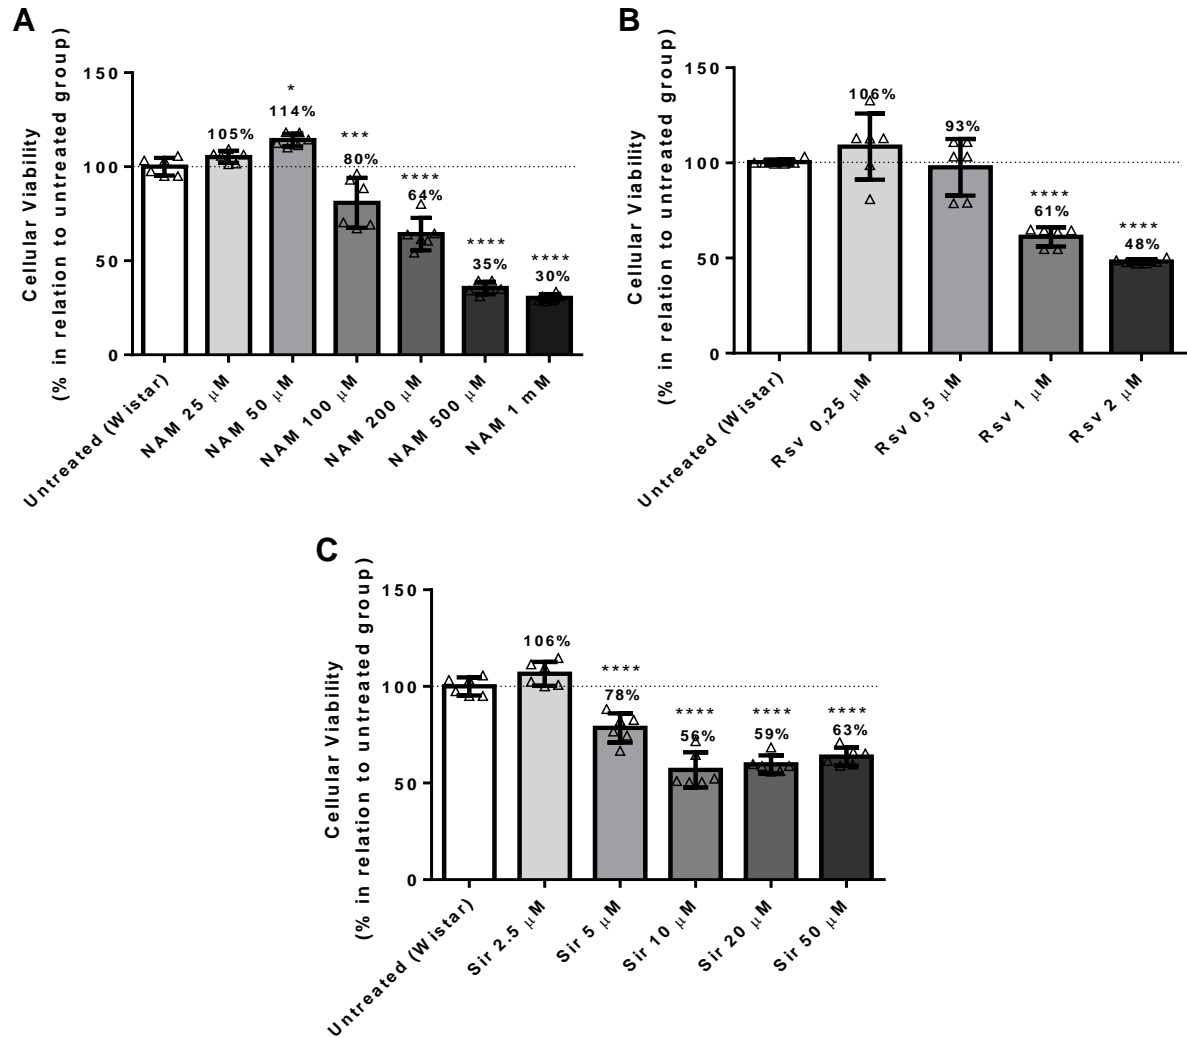 A
Cellular Viability
(% in relation to untreated group)
150
100
50
0
105%
*
114%
***
80%
****
64%
****
35%
****
30%
Untreated (Wistar)
NAM 25 μM
NAM 50 μM
NAM 100 μM
NAM 200 μM
NAM 500 μM
NAM 1 mM
B
Cellular Viability
(% in relation to untreated group)
150
100
50
0
106%
93%
****
61%
****
48%
Untreated (Wistar)
Rsv 0,25 μM
Rsv 0,5 μM
Rsv 1 μM
Rsv 2 μM
C
Cellular Viability
(% in relation to untreated group)
150
100
50
0
106%
****
78%
****
56%
****
59%
****
63%
Untreated (Wistar)
Sir 2.5 μM
Sir 5 μM
Sir 10 μM
Sir 20 μM
Sir 50 μM